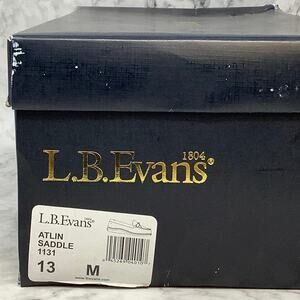 1804
L.B.Evans®
L.B.Evans®
ATLIN
SADDLE
1131
13 M